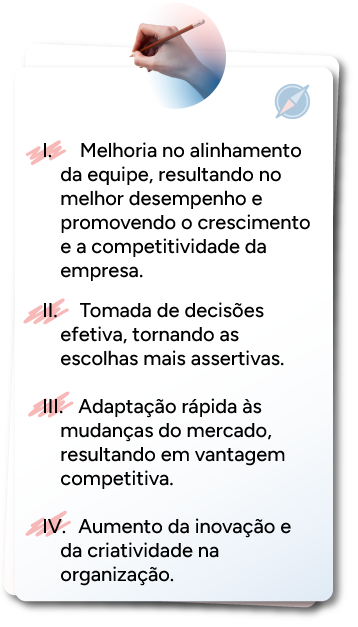 I. Melhoria no alinhamento
da equipe, resultando no
melhor desempenho e
promovendo o crescimento
e a competitividade da
empresa.
II. Tomada de decisões
efetiva, tornando as
escolhas mais assertivas.
III. Adaptação rápida às
mudanças do mercado,
resultando em vantagem
competitiva.
IV. Aumento da inovação e
da criatividade na
organização.